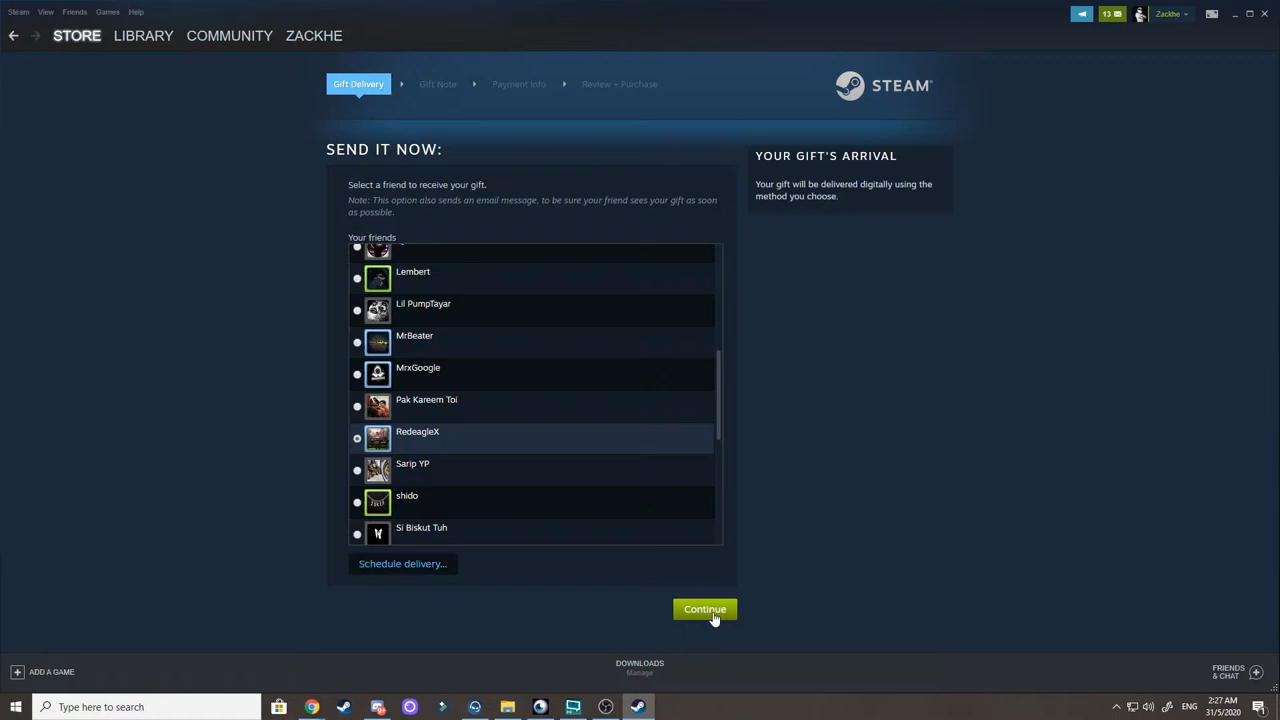 Steam View Friends Games Help
13 Zackhe
STORE LIBRARY COMMUNITY ZACKHE
Gift Delivery Gift Note Payment Info Review + Purchase
STEAM®
SEND IT NOW:
Select a friend to receive your gift.
Note: This option also sends an email message, to be sure your friend sees your gift as soon
as possible.
Your friends
Lembert
Lil PumpTayar
MrBeater
MrxGoogle
Pak Kareem Toi
RedeagleX
Sarip YP
shido
Si Biskut Tuh
Schedule delivery...
Continue
YOUR GIFT'S ARRIVAL
Your gift will be delivered digitally using the
method you choose.
ADD A GAME
DOWNLOADS
Manage
FRIENDS
& CHAT
Type here to search
2:27 AM
31/5/2020